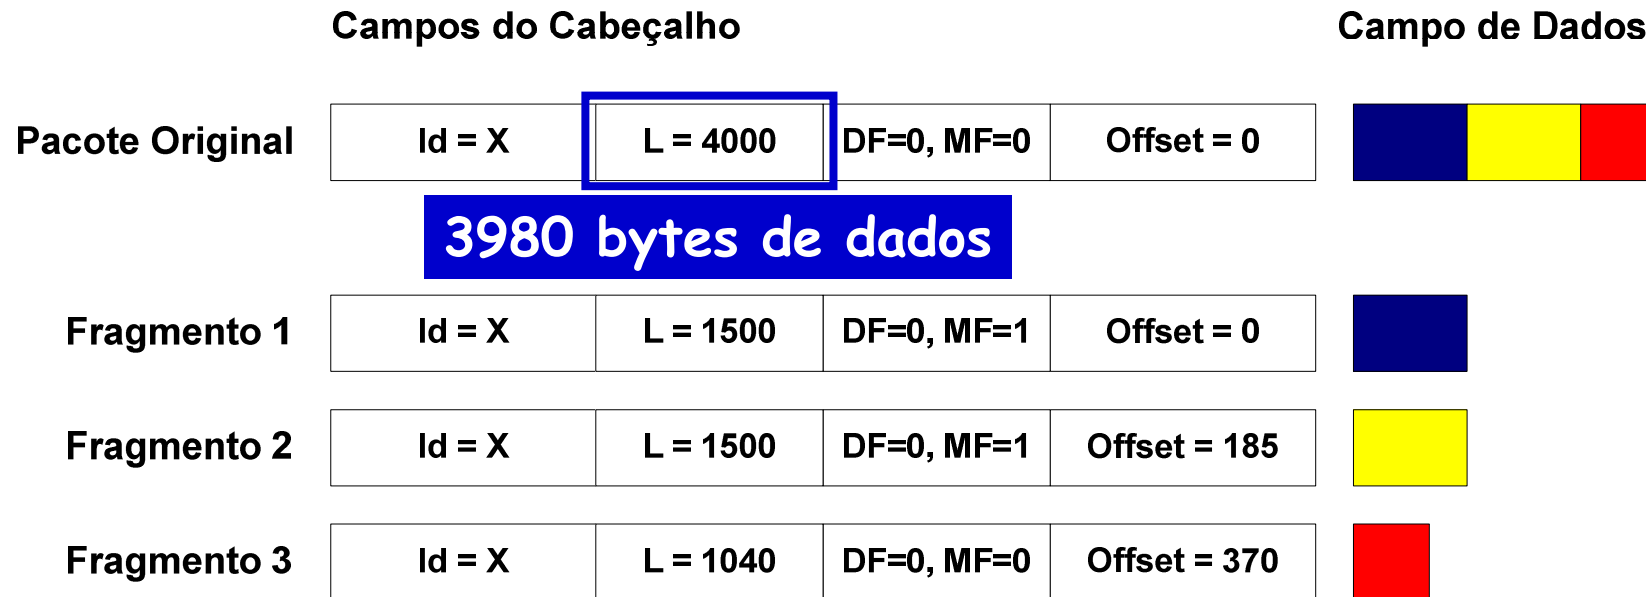 Campos do Cabeçalho Campo de Dados
Pacote Original Id = X L = 4000 DF=0, MF=0 Offset = 0
3980 bytes de dados
Fragmento 1 Id = X L = 1500 DF=0, MF=1 Offset = 0
Fragmento 2 Id = X L = 1500 DF=0, MF=1 Offset = 185
Fragmento 3 Id = X L = 1040 DF=0, MF=0 Offset = 370